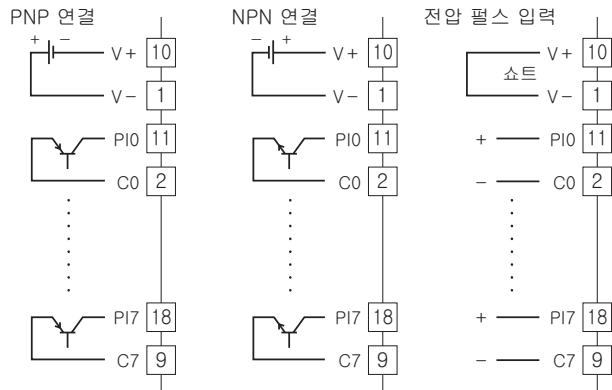 PNP 연결 NPN 연결 전압 펄스 입력
+ − V+ 10 − + V+ 10 V+ 10
쇼트
V− 1 V− 1 V− 1
PI0 11 PI0 11 + PI0 11
C0 2 C0 2 − C0 2
PI7 18 PI7 18 + PI7 18
C7 9 C7 9 − C7 9